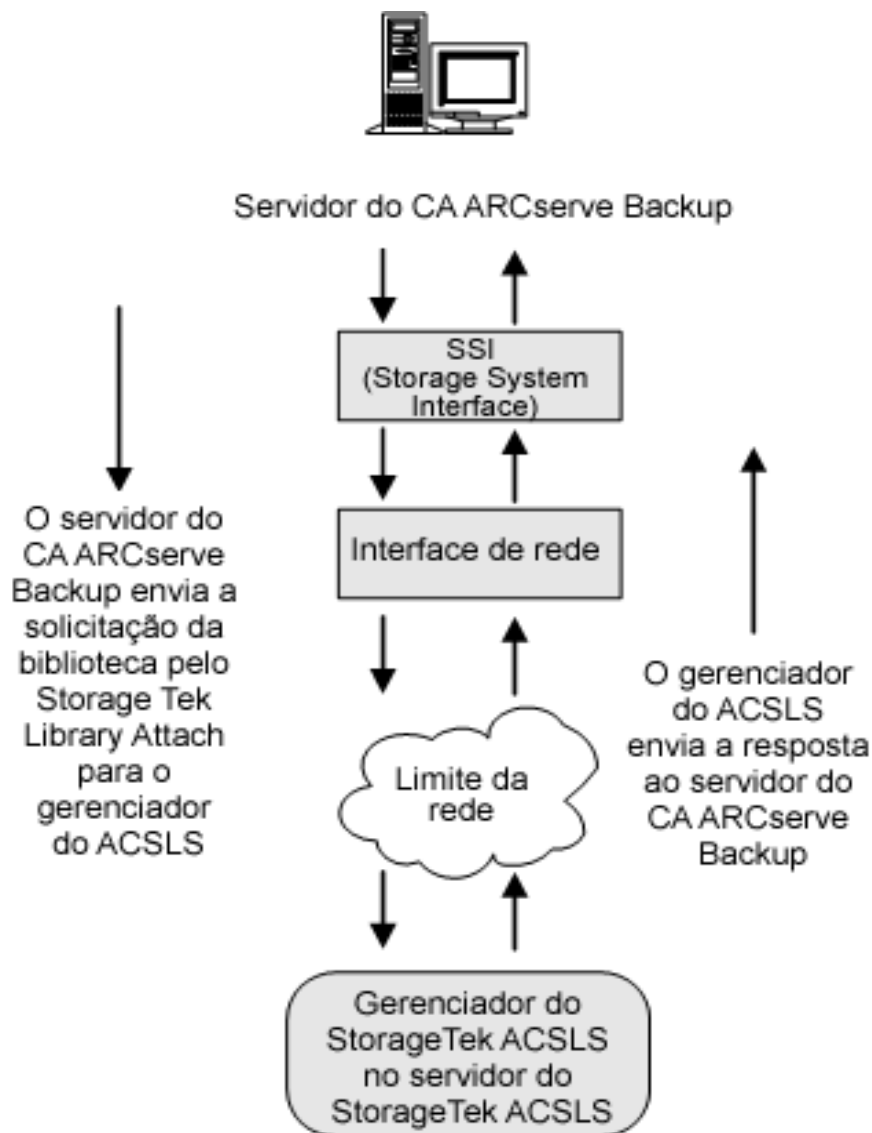 Servidor do CA ARCserve Backup
SSI
(Storage System
Interface)
Interface de rede
O servidor do
CA ARCserve
Backup envia a
solicitação da
biblioteca pelo
Storage Tek
Library Attach
para o
gerenciador
do ACSLS
Limite da
rede
O gerenciador
do ACSLS
envia a resposta
ao servidor do
CA ARCserve
Backup
Gerenciador do
StorageTek ACSLS
no servidor do
StorageTek ACSLS